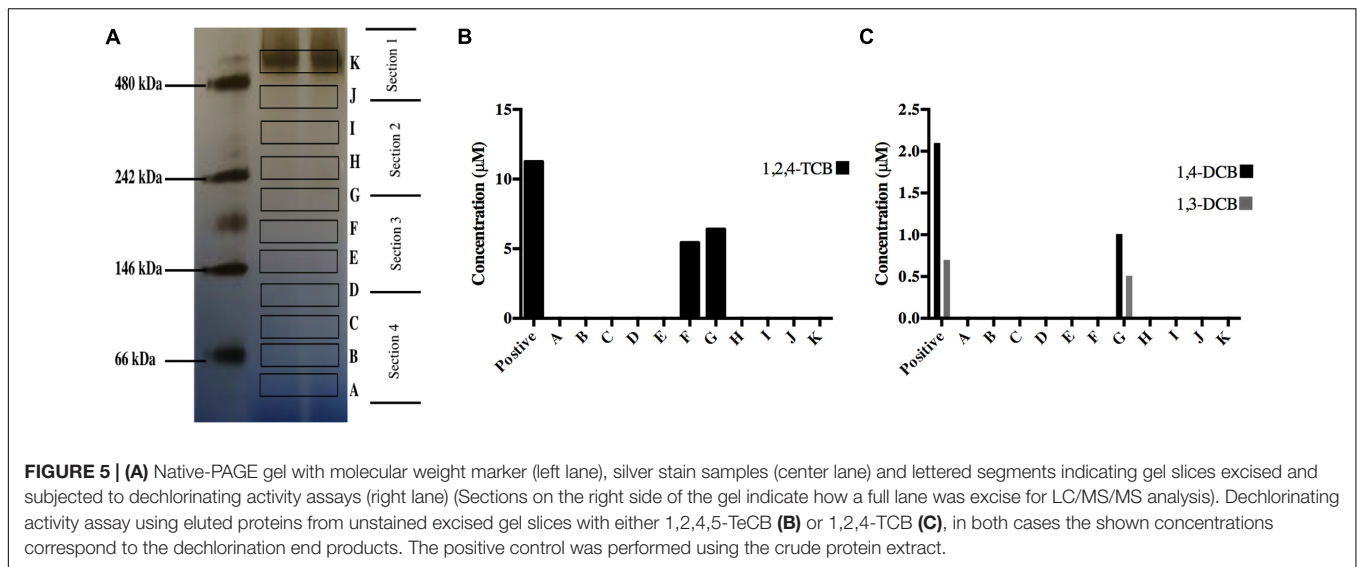 A
480 kDa
242 kDa
146 kDa
66 kDa
K
J
I
H
G
F
E
D
C
B
A
Section 1
Section 2
Section 3
Section 4
B
Concentration (µM)
15
10
5
0
1,2,4-TCB
Postive A B C D E F G H I J K
C
Concentration (µM)
2.5
2.0
1.5
1.0
0.5
0.0
1,4-DCB
1,3-DCB
Positive A B C D E F G H I J K
FIGURE 5 | (A) Native-PAGE gel with molecular weight marker (left lane), silver stain samples (center lane) and lettered segments indicating gel slices excised and
subjected to dechlorinating activity assays (right lane) (Sections on the right side of the gel indicate how a full lane was excise for LC/MS/MS analysis). Dechlorinating
activity assay using eluted proteins from unstained excised gel slices with either 1,2,4,5-TeCB (B) or 1,2,4-TCB (C), in both cases the shown concentrations
correspond to the dechlorination end products. The positive control was performed using the crude protein extract.